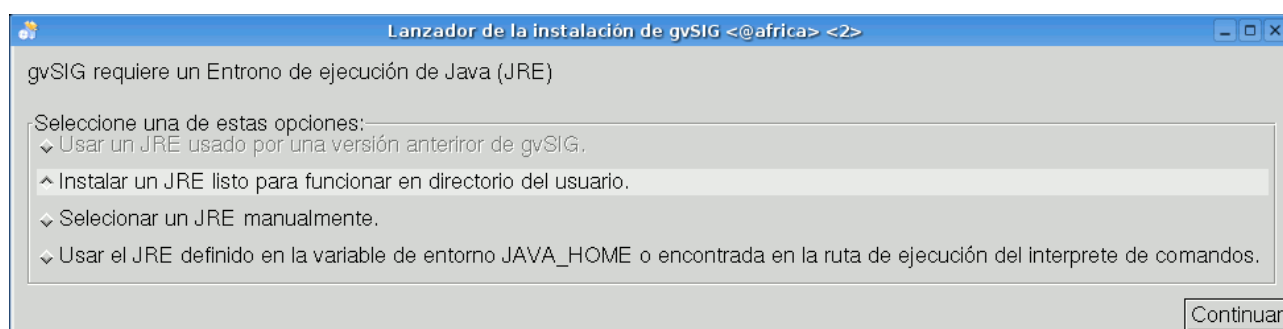 Lanzador de la instalación de gvSIG <@africa> <2>
gvSIG requiere un Entrono de ejecución de Java (JRE)
Seleccione una de estas opciones:
Usar un JRE usado por una versión anteriror de gvSIG.
Instalar un JRE listo para funcionar en directorio del usuario.
Selecionar un JRE manualmente.
Usar el JRE definido en la variable de entorno JAVA_HOME o encontrada en la ruta de ejecución del interprete de comandos.
Continuar